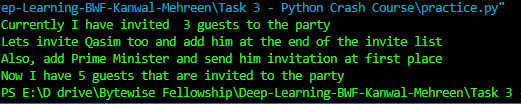 ep-Learning-BWF-Kanwal-Mehreen\Task 3 - Python Crash Course\practice.py"
Currently I have invited  3 guests to the party
Lets invite Qasim too and add him at the end of the invite list
Also, add Prime Minister and send him invitation at first place
Now I have 5 guests that are invited to the party
PS E:\D drive\Bytewise Fellowship\Deep-Learning-BWF-Kanwal-Mehreen\Task 3